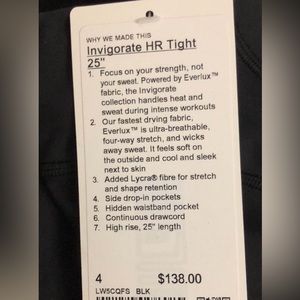 WHY WE MADE THIS
Invigorate HR Tight
25"
1. Focus on your strength, not
your sweat. Powered by Everlux™
fabric, the Invigorate
collection handles heat and
sweat during intense workouts
2. Our fastest drying fabric,
Everlux™ is ultra-breathable,
four-way stretch, and wicks
away sweat. It feels soft on
the outside and cool and sleek
next to skin
3. Added Lycra® fibre for stretch
and shape retention
4. Side drop-in pockets
5. Hidden waistband pocket
6. Continuous drawcord
7. High rise, 25" length
4 $138.00
LW5CQFS BLK